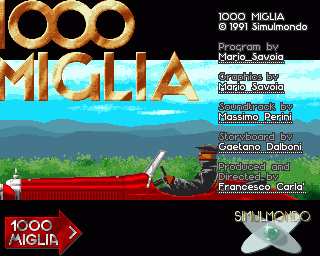 1000
MIGLIA
1000 MIGLIA
© 1991 Simulmondo
Program by
Mario Savoia
Graphics by
Mario Savoia
Soundtrack by
Massimo Perini
Storyboard by
Gaetano Dalboni
Produced and
Directed by
Francesco Carla'
1000
MIGLIA
SIMULMONDO